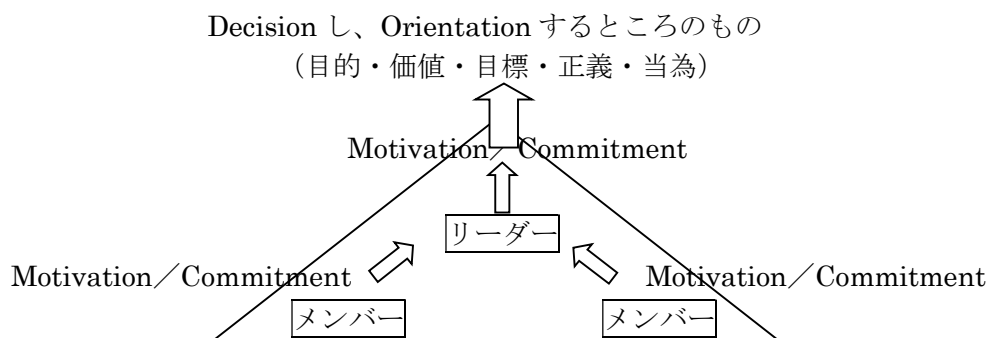 Decision し、Orientation するところのもの
（目的・価値・目標・正義・当為）
Motivation／Commitment
リーダー
Motivation／Commitment
Motivation／Commitment
メンバー
メンバー